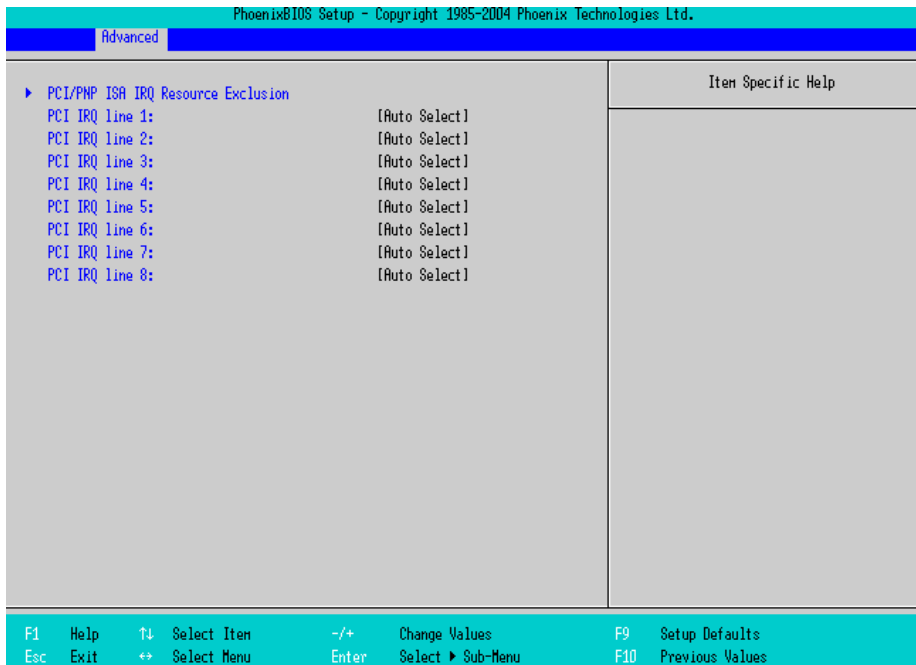 PhoenixBIOS Setup - Copyright 1985-2004 Phoenix Technologies Ltd.
Advanced
Item Specific Help
▶ PCI/PNP ISA IRQ Resource Exclusion
PCI IRQ line 1: [Auto Select]
PCI IRQ line 2: [Auto Select]
PCI IRQ line 3: [Auto Select]
PCI IRQ line 4: [Auto Select]
PCI IRQ line 5: [Auto Select]
PCI IRQ line 6: [Auto Select]
PCI IRQ line 7: [Auto Select]
PCI IRQ line 8: [Auto Select]
F1 Help ↑↓ Select Item -/+ Change Values F9 Setup Defaults
Esc Exit ↔ Select Menu Enter Select ▶ Sub-Menu F10 Previous Values